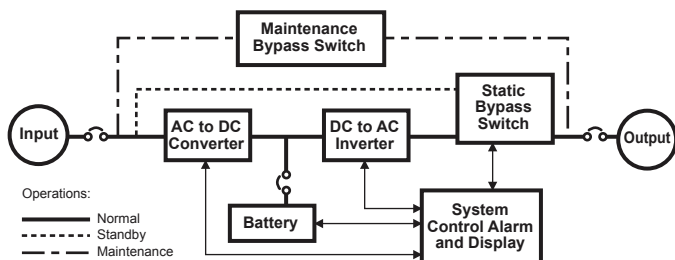 Maintenance
Bypass Switch
Static
Bypass
Switch
Input
AC to DC
Converter
DC to AC
Inverter
Output
Operations:
Normal
Standby
Maintenance
Battery
System
Control Alarm
and Display